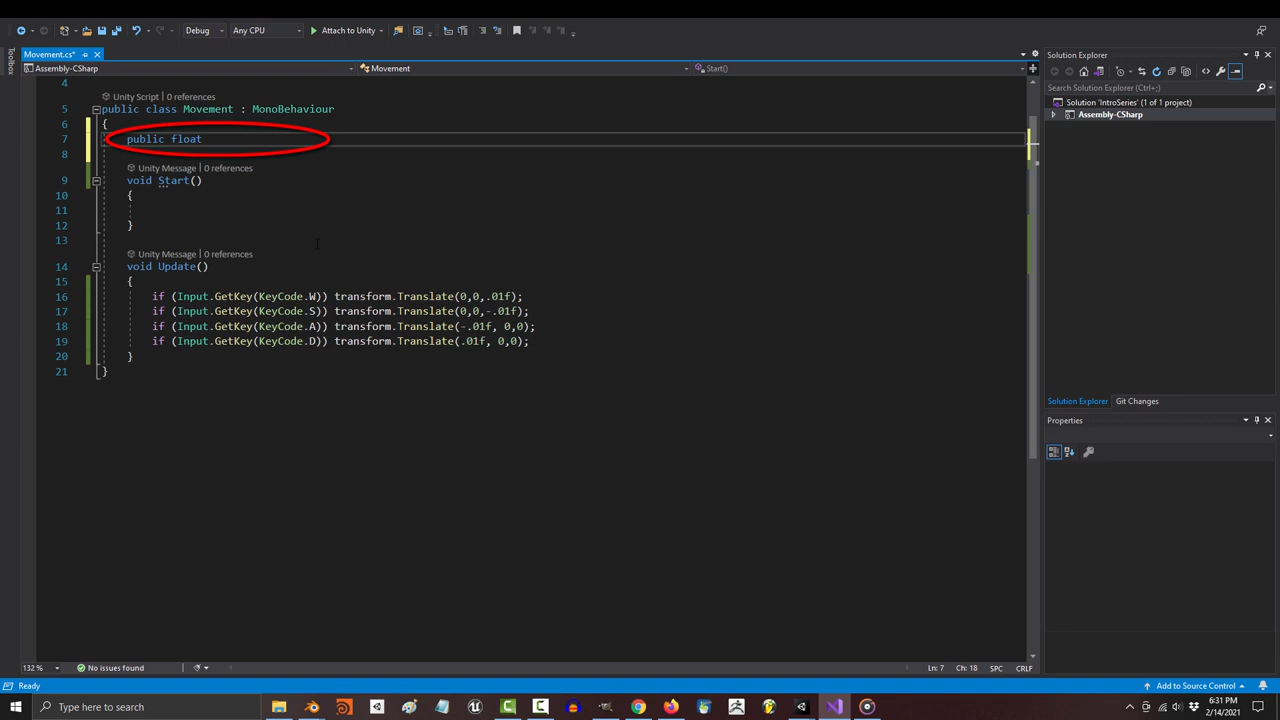 Debug
Any CPU
Attach to Unity
Toolbox
Movement.cs*
Assembly-CSharp
Movement
Start()
4
Unity Script | 0 references
5 public class Movement : MonoBehaviour
6 {
7 public float
8
Unity Message | 0 references
9 void Start()
10 {
11
12 }
13
Unity Message | 0 references
14 void Update()
15 {
16 if (Input.GetKey(KeyCode.W)) transform.Translate(0,0,.01f);
17 if (Input.GetKey(KeyCode.S)) transform.Translate(0,0,-.01f);
18 if (Input.GetKey(KeyCode.A)) transform.Translate(-.01f, 0,0);
19 if (Input.GetKey(KeyCode.D)) transform.Translate(.01f, 0,0);
20 }
21 }
Solution Explorer
Search Solution Explorer (Ctrl+;)
Solution 'IntroSeries' (1 of 1 project)
Assembly-CSharp
Solution Explorer Git Changes
Properties
132 %
No issues found
Ln: 7 Ch: 18 SPC CRLF
Ready
Add to Source Control
Type here to search
6:31 PM
2/14/2021